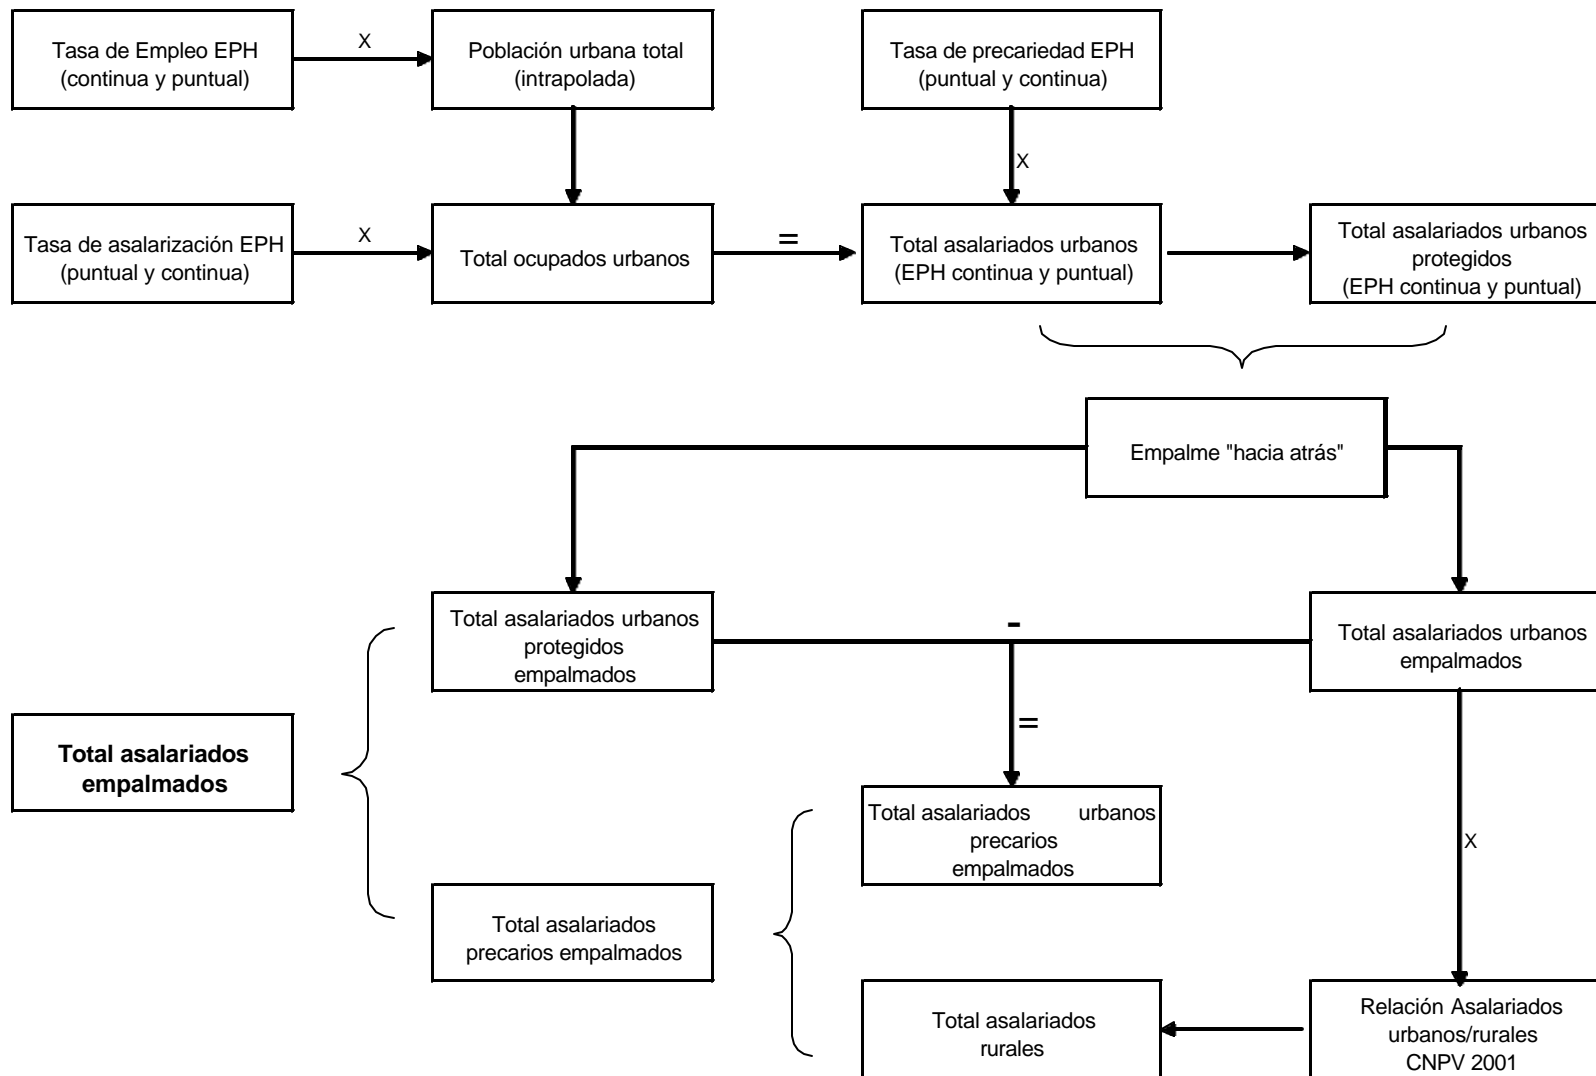 Tasa de Empleo EPH
(continua y puntual)
X
Población urbana total
(intrapolada)
Tasa de precariedad EPH
(puntual y continua)
X
Tasa de asalarización EPH
(puntual y continua)
X
Total ocupados urbanos
=
Total asalariados urbanos
(EPH continua y puntual)
Total asalariados urbanos
protegidos
(EPH continua y puntual)
Empalme "hacia atrás"
Total asalariados urbanos
protegidos
empalmados
-
Total asalariados urbanos
empalmados
=
Total asalariados
empalmados
Total asalariados urbanos
precarios
empalmados
X
Total asalariados
precarios empalmados
Total asalariados
rurales
Relación Asalariados
urbanos/rurales
CNPV 2001